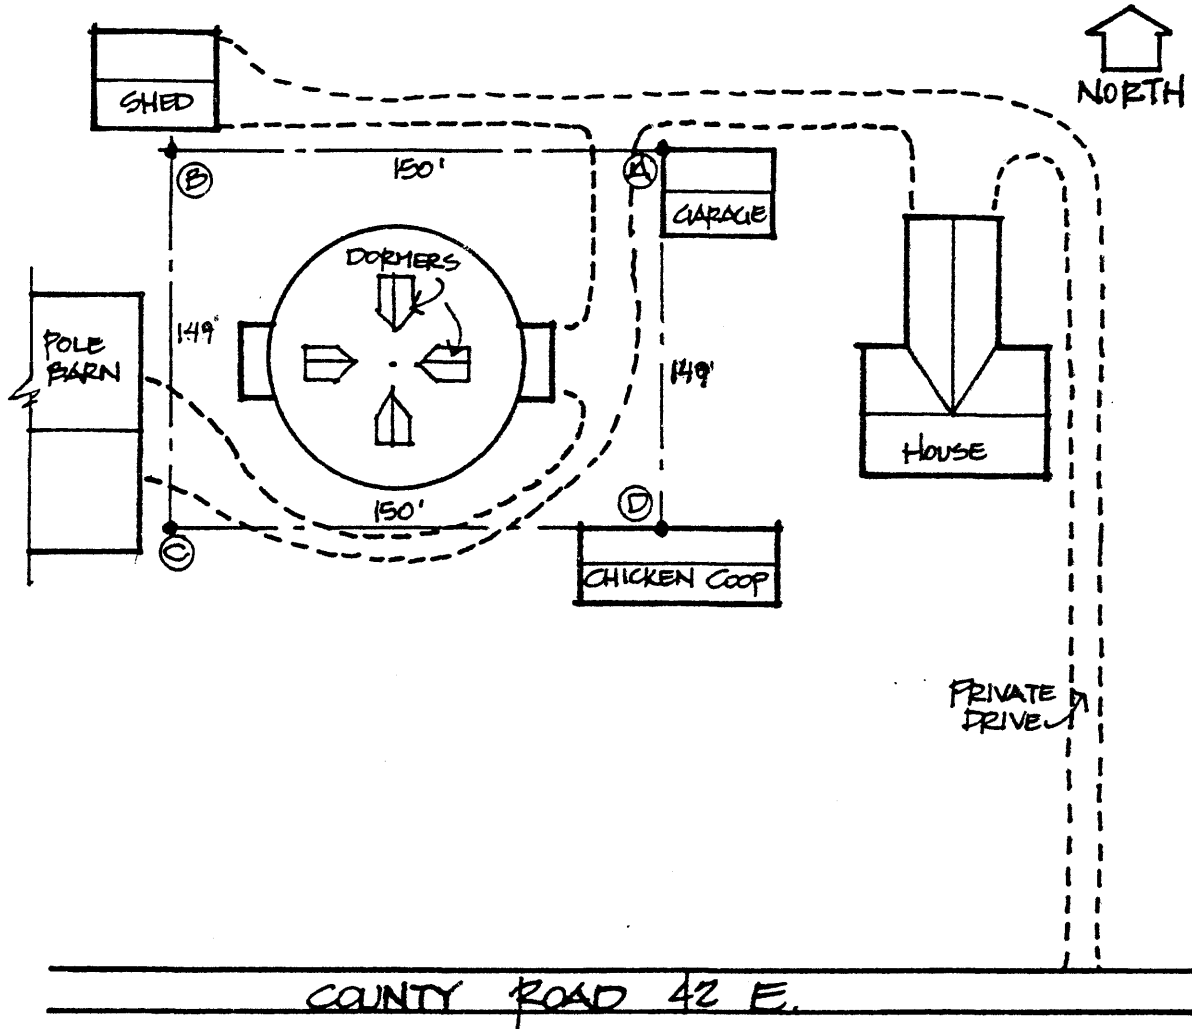 NORTH
SHED
B
150'
A
GARAGE
DORMERS
149'
POLE
BARN
149'
HOUSE
150'
D
C
CHICKEN COOP
PRIVATE
DRIVE
COUNTY ROAD 42 E.